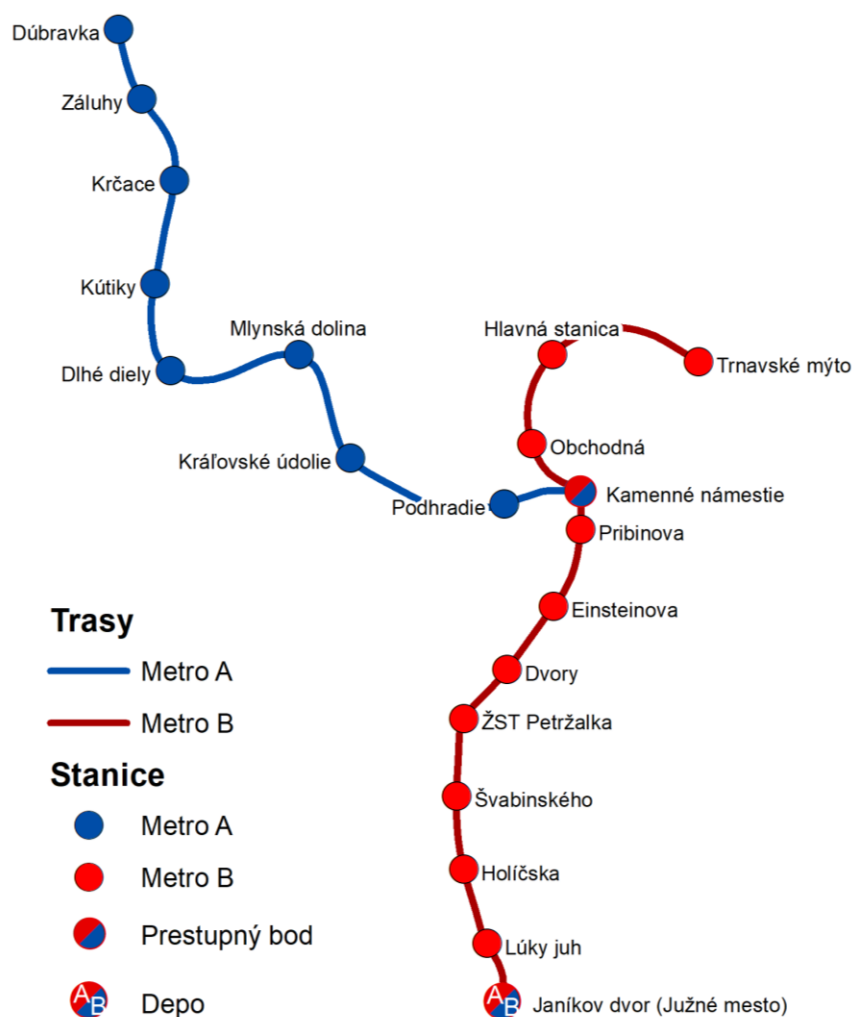 Dúbravka
Záluhy
Krčace
Kútiky
Dlhé diely
Mlynská dolina
Kráľovské údolie
Podhradie
Hlavná stanica
Trnavské mýto
Obchodná
Kamenné námestie
Pribinova
Einsteinova
Dvory
ŽST Petržalka
Švabinského
Holíčska
Lúky juh
A
B
Janíkov dvor (Južné mesto)
Trasy
Metro A
Metro B
Stanice
Metro A
Metro B
Prestupný bod
A
B
Depo